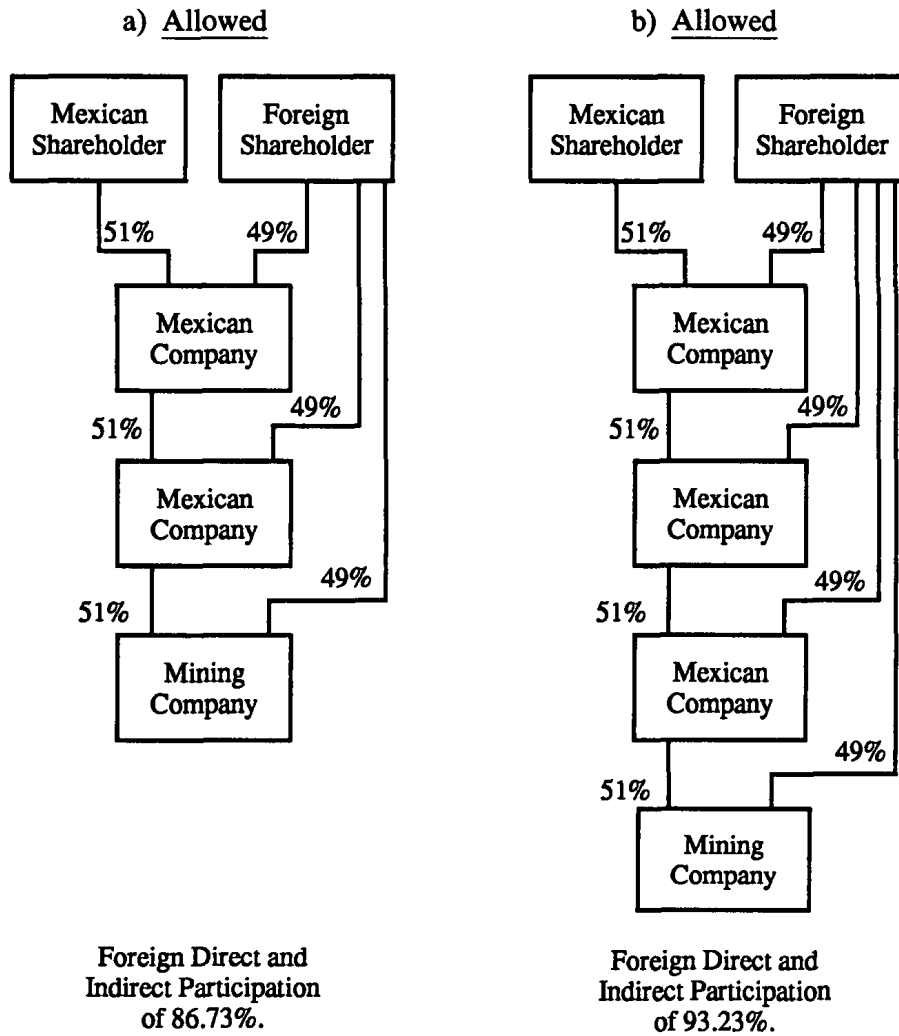 a) Allowed
Mexican
Shareholder
Foreign
Shareholder
51%
49%
Mexican
Company
51%
49%
Mexican
Company
51%
49%
Mining
Company
Foreign Direct and
Indirect Participation
of 86.73%.
b) Allowed
Mexican
Shareholder
Foreign
Shareholder
51%
49%
Mexican
Company
51%
49%
Mexican
Company
51%
49%
Mexican
Company
51%
49%
Mining
Company
Foreign Direct and
Indirect Participation
of 93.23%.